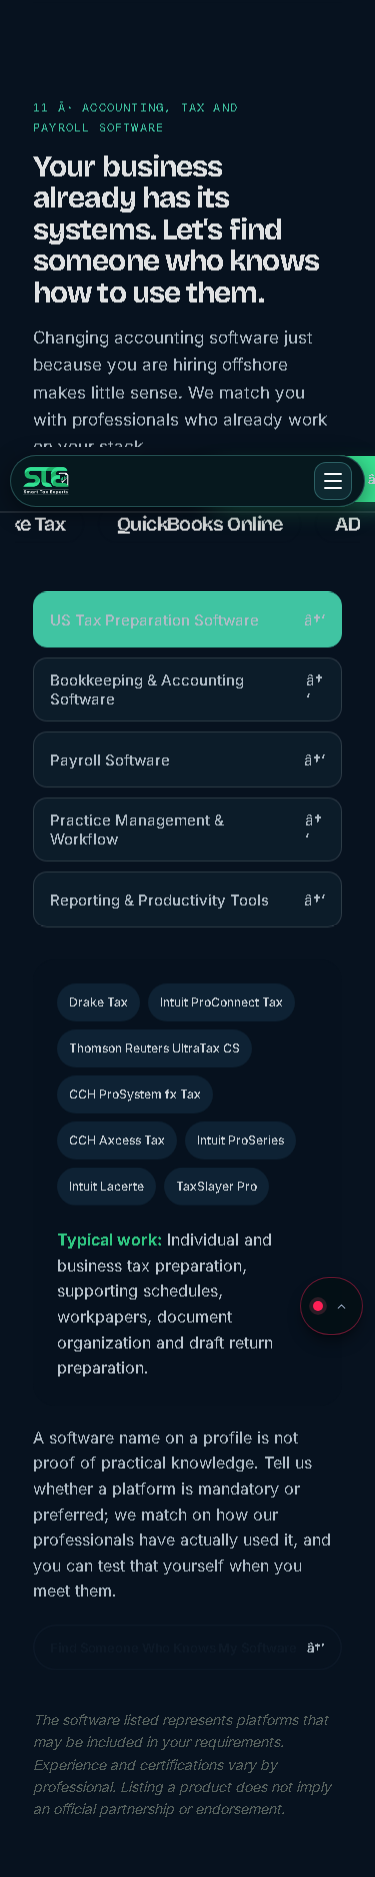 11 Â· ACCOUNTING, TAX AND
PAYROLL SOFTWARE
Your business
already has its
systems. Let's find
someone who knows
how to use them.
Changing accounting software just
because you are hiring offshore
makes little sense. We match you
with professionals who already work
on your stack.
STE
Smart Tax Experts
ke Tax QuickBooks Online AD
US Tax Preparation Software â†‘
Bookkeeping & Accounting
Software â†‘
Payroll Software â†‘
Practice Management &
Workflow â†‘
Reporting & Productivity Tools â†‘
Drake Tax Intuit ProConnect Tax
Thomson Reuters UltraTax CS
CCH ProSystem fx Tax
CCH Axcess Tax Intuit ProSeries
Intuit Lacerte TaxSlayer Pro
Typical work: Individual and
business tax preparation,
supporting schedules,
workpapers, document
organization and draft return
preparation.
A software name on a profile is not
proof of practical knowledge. Tell us
whether a platform is mandatory or
preferred; we match on how our
professionals have actually used it, and
you can test that yourself when you
meet them.
Find Someone Who Knows My Software â†‘
The software listed represents platforms that
may be included in your requirements.
Experience and certifications vary by
professional. Listing a product does not imply
an official partnership or endorsement.